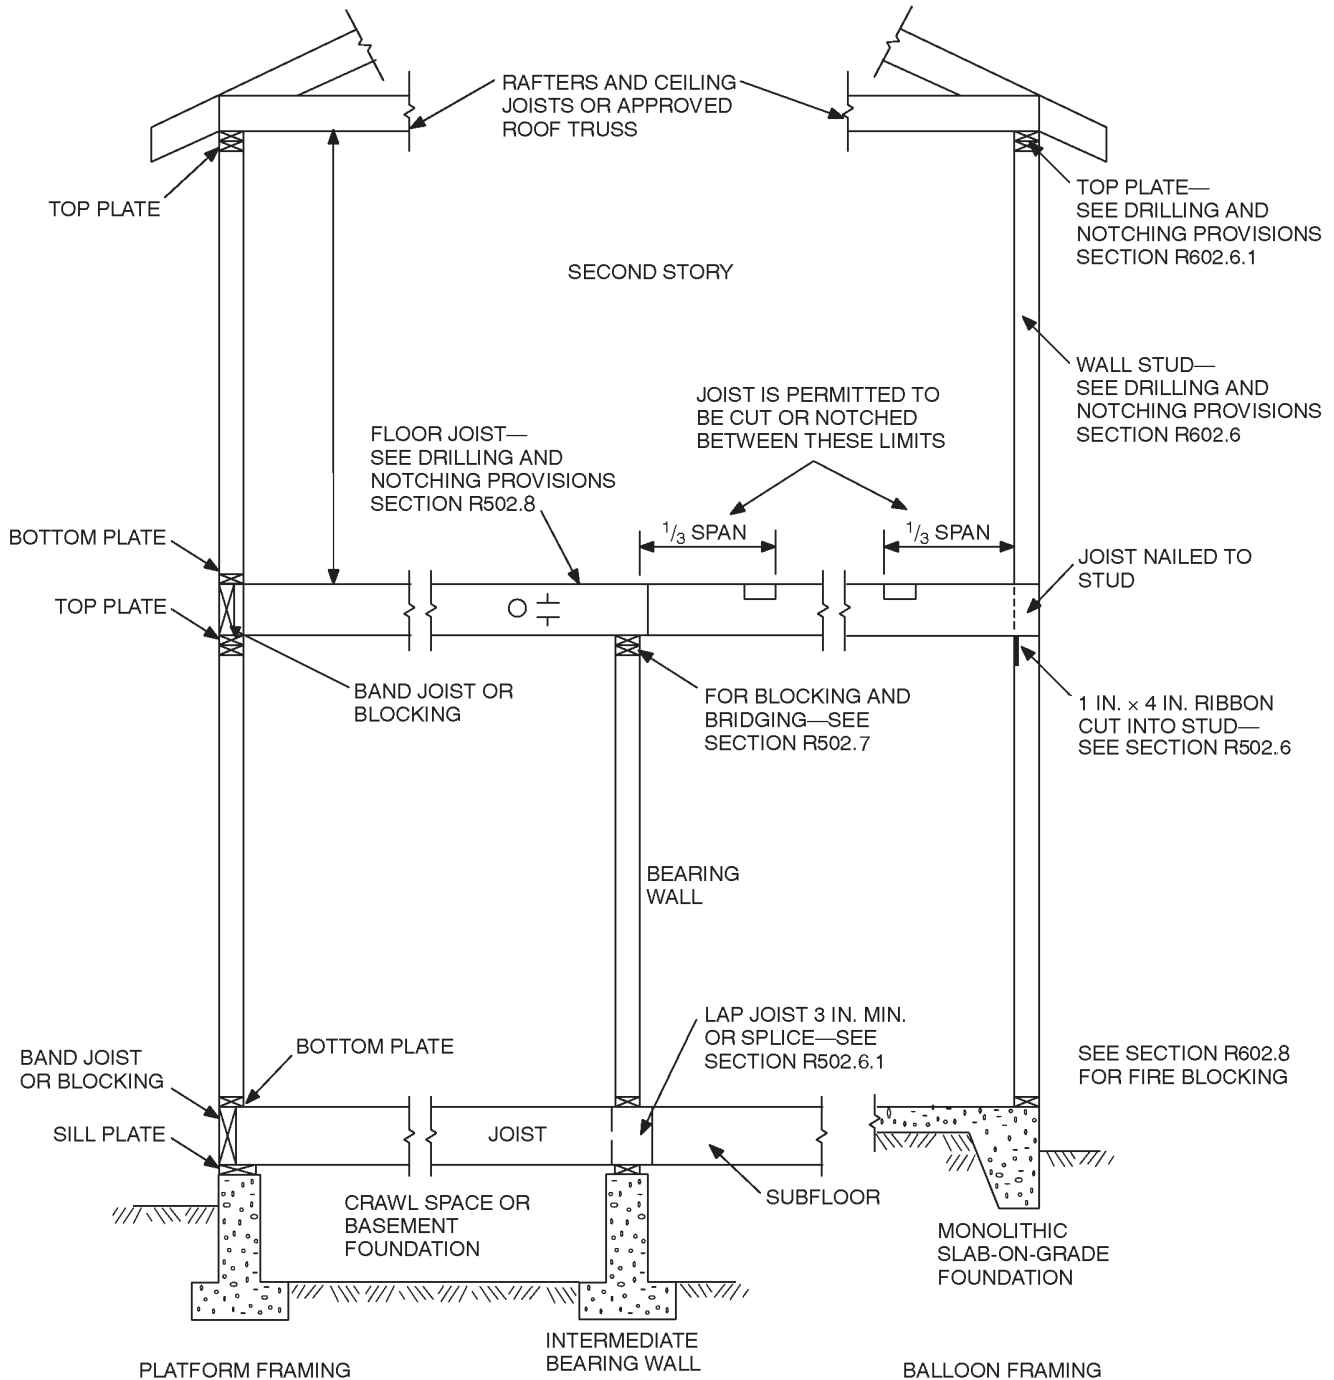 RAFTERS AND CEILING
JOISTS OR APPROVED
ROOF TRUSS
TOP PLATE
TOP PLATE—
SEE DRILLING AND
NOTCHING PROVISIONS
SECTION R602.6.1
SECOND STORY
WALL STUD—
SEE DRILLING AND
NOTCHING PROVISIONS
SECTION R602.6
JOIST IS PERMITTED TO
BE CUT OR NOTCHED
BETWEEN THESE LIMITS
FLOOR JOIST—
SEE DRILLING AND
NOTCHING PROVISIONS
SECTION R502.8
BOTTOM PLATE
1/3 SPAN
1/3 SPAN
JOIST NAILED TO
STUD
TOP PLATE
BAND JOIST OR
BLOCKING
FOR BLOCKING AND
BRIDGING—SEE
SECTION R502.7
1 IN. × 4 IN. RIBBON
CUT INTO STUD—
SEE SECTION R502.6
BEARING
WALL
LAP JOIST 3 IN. MIN.
OR SPLICE—SEE
SECTION R502.6.1
BOTTOM PLATE
BAND JOIST
OR BLOCKING
SEE SECTION R602.8
FOR FIRE BLOCKING
SILL PLATE
JOIST
SUBFLOOR
CRAWL SPACE OR
BASEMENT
FOUNDATION
MONOLITHIC
SLAB-ON-GRADE
FOUNDATION
PLATFORM FRAMING
INTERMEDIATE
BEARING WALL
BALLOON FRAMING